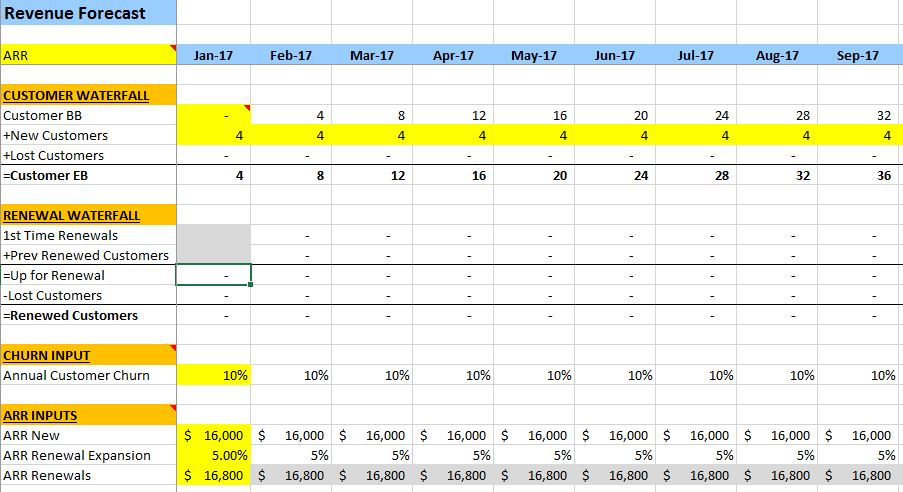 Revenue Forecast
ARR Jan-17 Feb-17 Mar-17 Apr-17 May-17 Jun-17 Jul-17 Aug-17 Sep-17
CUSTOMER WATERFALL
Customer BB - 4 8 12 16 20 24 28 32
+New Customers 4 4 4 4 4 4 4 4 4
+Lost Customers - - - - - - - - -
=Customer EB 4 8 12 16 20 24 28 32 36
RENEWAL WATERFALL
1st Time Renewals - - - - - - - -
+Prev Renewed Customers - - - - - - - -
=Up for Renewal - - - - - - - - -
-Lost Customers - - - - - - - - -
=Renewed Customers - - - - - - - - -
CHURN INPUT
Annual Customer Churn 10% 10% 10% 10% 10% 10% 10% 10% 10%
ARR INPUTS
ARR New $ 16,000 $ 16,000 $ 16,000 $ 16,000 $ 16,000 $ 16,000 $ 16,000 $ 16,000 $ 16,000
ARR Renewal Expansion 5.00% 5% 5% 5% 5% 5% 5% 5% 5%
ARR Renewals $ 16,800 $ 16,800 $ 16,800 $ 16,800 $ 16,800 $ 16,800 $ 16,800 $ 16,800 $ 16,800